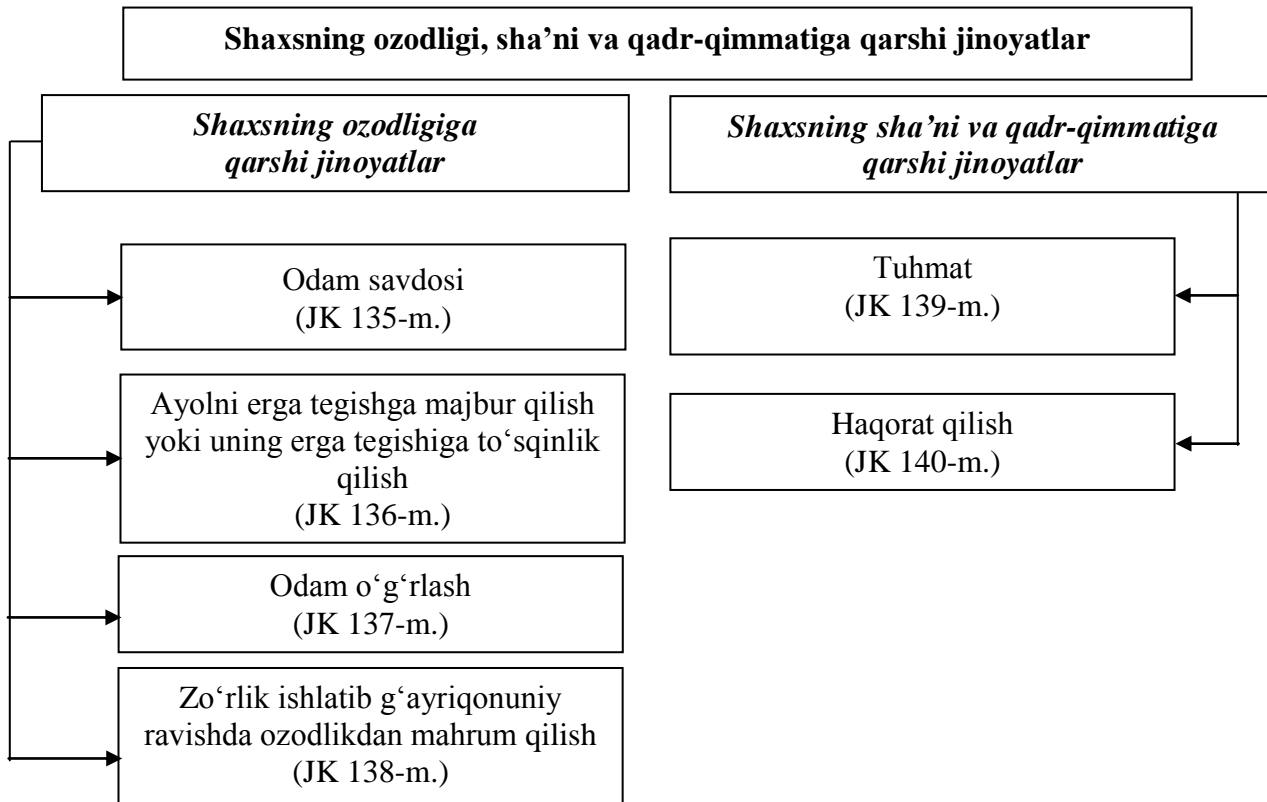 Shaxsning ozodligi, sha’ni va qadr-qimmatiga qarshi jinoyatlar
Shaxsning ozodligiga
qarshi jinoyatlar
Odam savdosi
(JK 135-m.)
Ayolni erga tegishga majbur qilish
yoki uning erga tegishiga to‘sqinlik
qilish
(JK 136-m.)
Odam o‘g‘rlash
(JK 137-m.)
Zo‘rlik ishlatib g‘ayriqonuniy
ravishda ozodlikdan mahrum qilish
(JK 138-m.)
Shaxsning sha’ni va qadr-qimmatiga
qarshi jinoyatlar
Tuhmat
(JK 139-m.)
Haqorat qilish
(JK 140-m.)